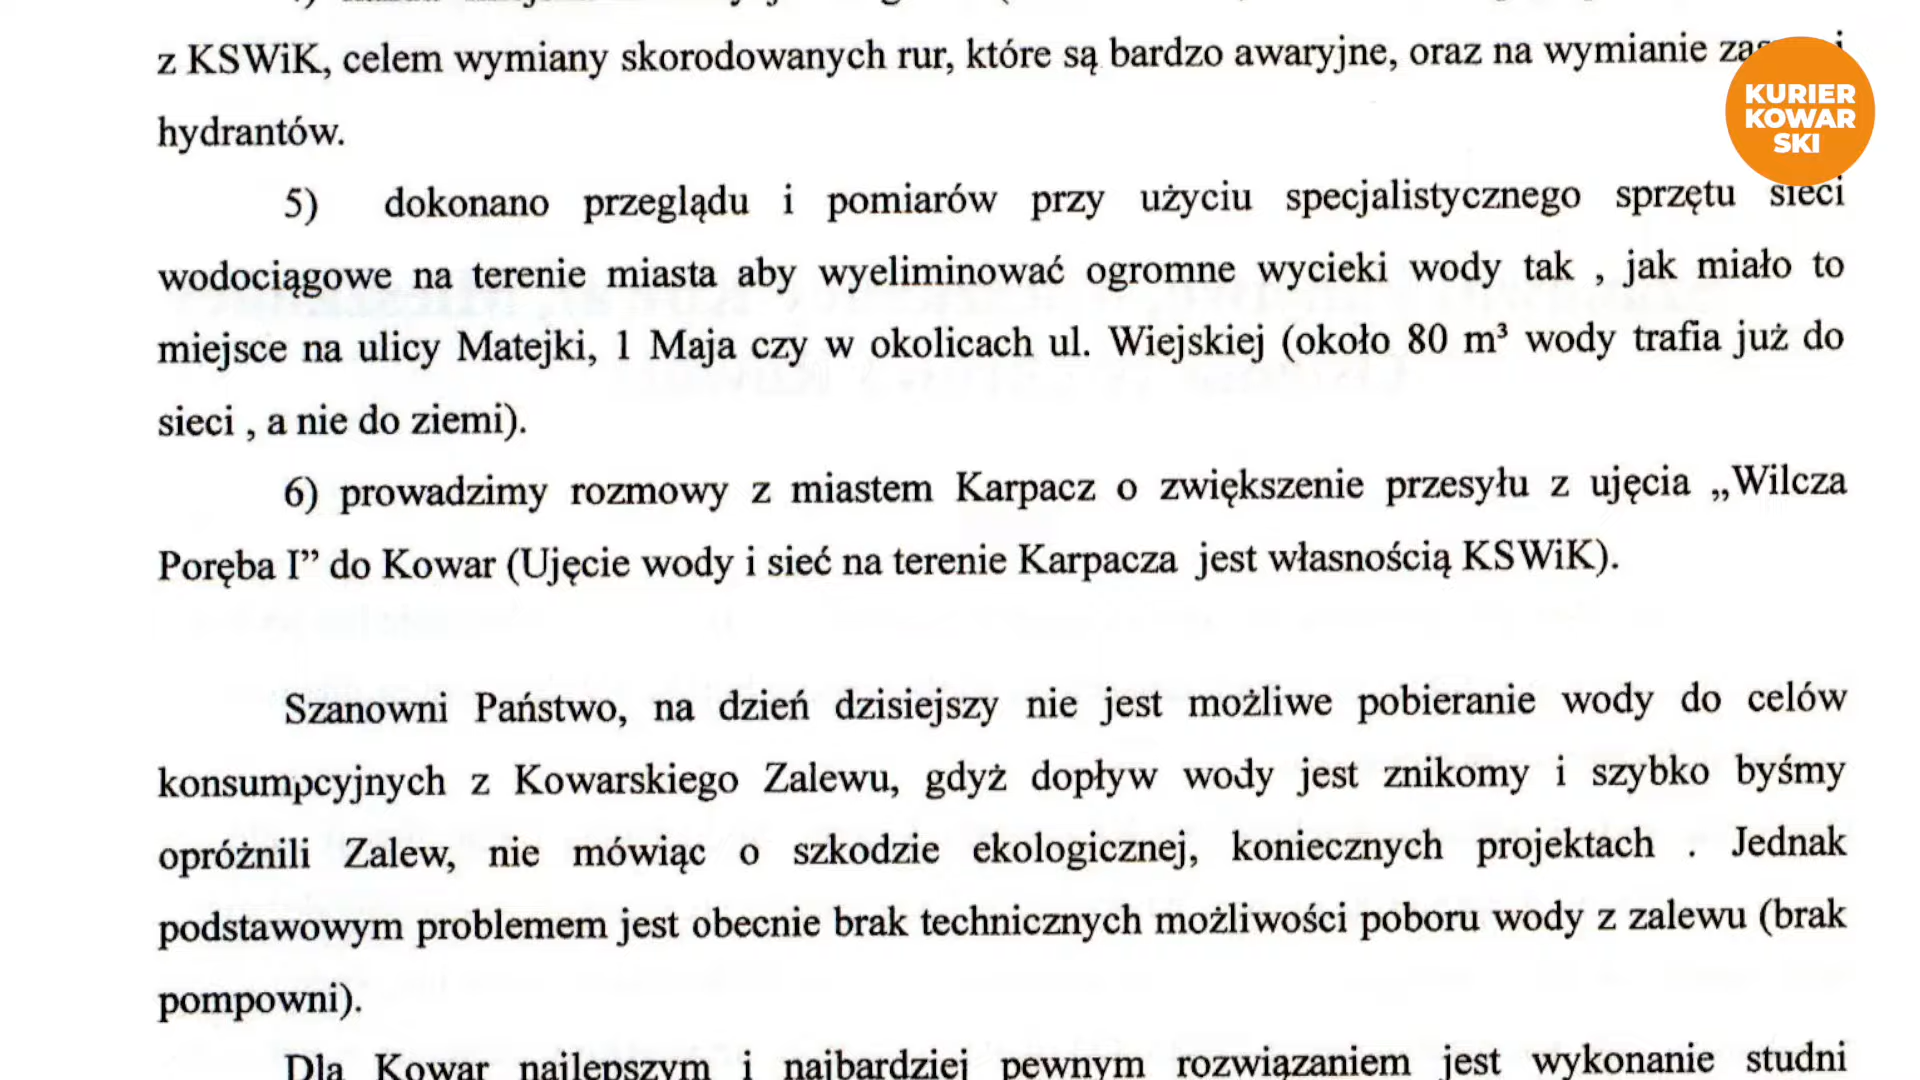 z KSWiK, celem wymiany skorodowanych rur, które są bardzo awaryjne, oraz na wymianie
hydrantów.
KURIER
KOWAR
SKI
5) dokonano przeglądu i pomiarów przy użyciu specjalistycznego sprzętu sieci
wodociągowe na terenie miasta aby wyeliminować ogromne wycieki wody tak , jak miało to
miejsce na ulicy Matejki, 1 Maja czy w okolicach ul. Wiejskiej (około 80 m³ wody trafia już do
sieci , a nie do ziemi).
6) prowadzimy rozmowy z miastem Karpacz o zwiększenie przesyłu z ujęcia „Wilcza
Poręba I” do Kowar (Ujęcie wody i sieć na terenie Karpacza jest własnością KSWiK).
Szanowni Państwo, na dzień dzisiejszy nie jest możliwe pobieranie wody do celów
konsumpcyjnych z Kowarskiego Zalewu, gdyż dopływ wody jest znikomy i szybko byśmy
opróżnili Zalew, nie mówiąc o szkodzie ekologicznej, koniecznych projektach . Jednak
podstawowym problemem jest obecnie brak technicznych możliwości poboru wody z zalewu (brak
pompowni).
Dla Kowar najlepszym i najbardziej pewnym rozwiązaniem jest wykonanie studni